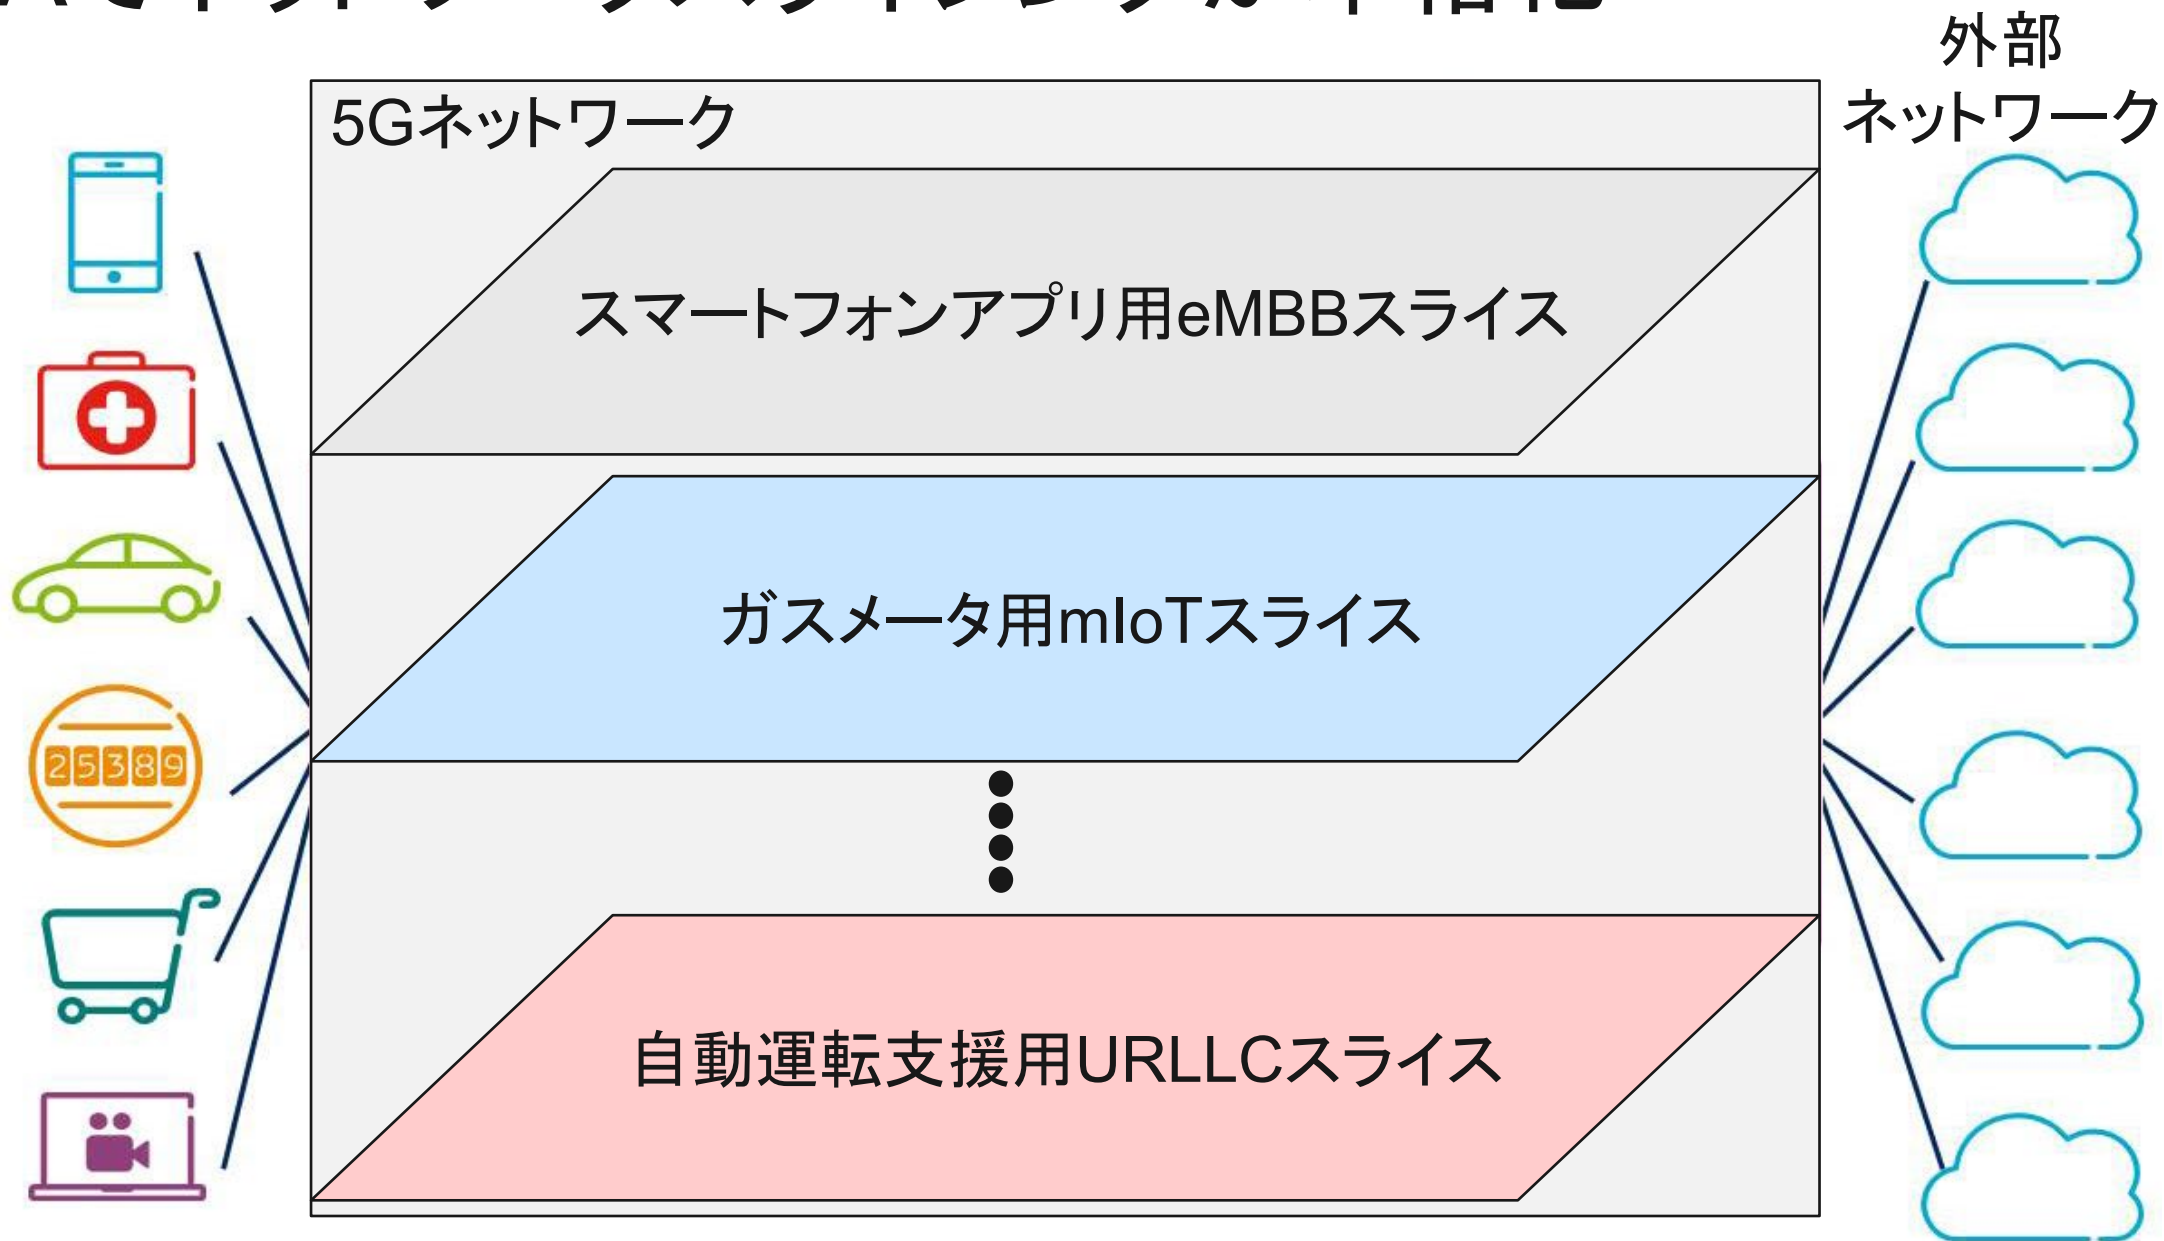 5Gネットワーク
外部
ネットワーク
スマートフォンアプリ用eMBBスライス
ガスメータ用mIoTスライス
25389
自動運転支援用URLLCスライス